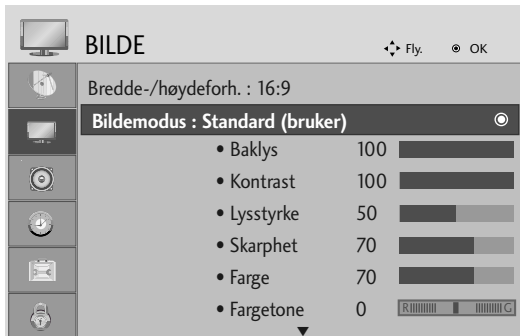 BILDE
Fly. OK
Bredde-/høydeforh. : 16:9
Bildemodus : Standard (bruker)
• Baklys 100
• Kontrast 100
• Lysstyrke 50
• Skarphet 70
• Farge 70
• Fargetone 0 R G